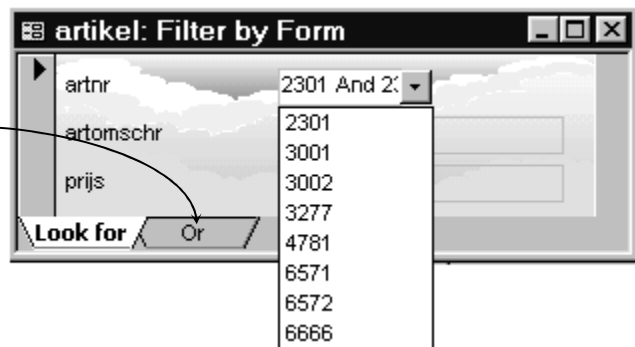 artikel: Filter by Form
artnr 2301 And 23
artomschr
prijs
2301
3001
3002
3277
4781
6571
6572
6666
Look for Or